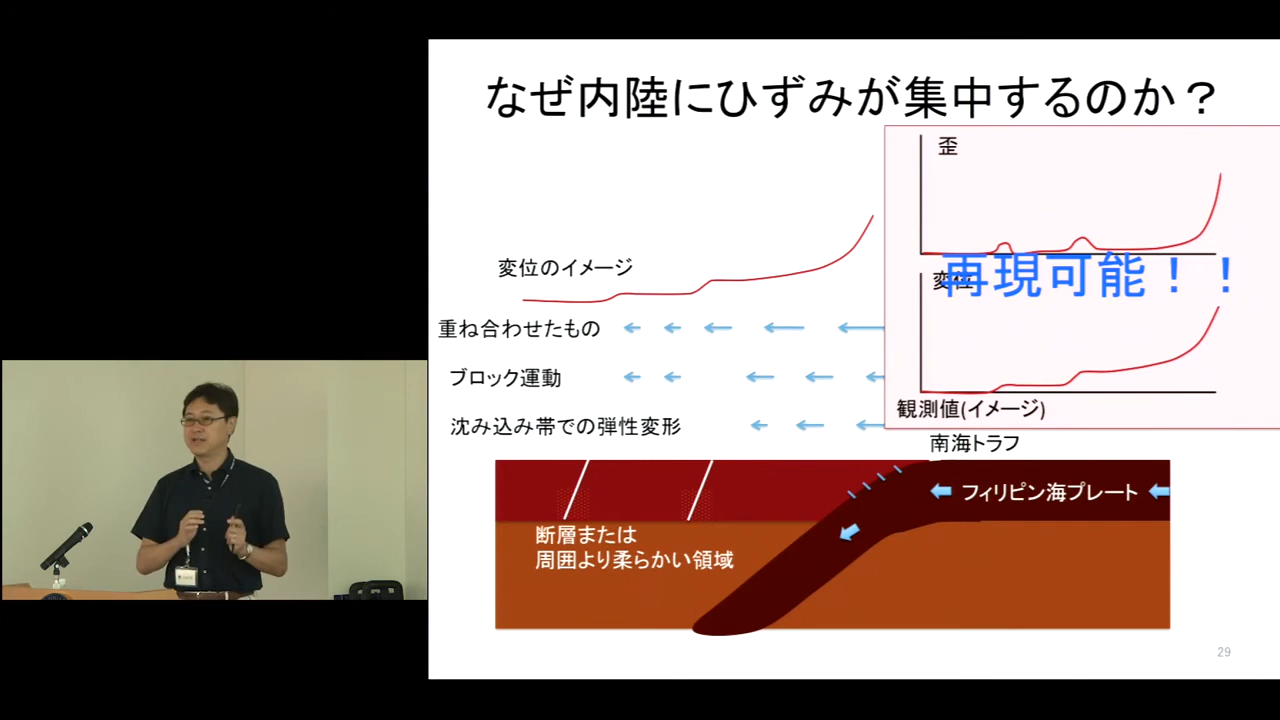 なぜ内陸にひずみが集中するのか？
歪
変位のイメージ
変位
再現可能！！
重ね合わせたもの
ブロック運動
沈み込み帯での弾性変形
観測値(イメージ)
南海トラフ
フィリピン海プレート
断層または
周囲より柔らかい領域
29